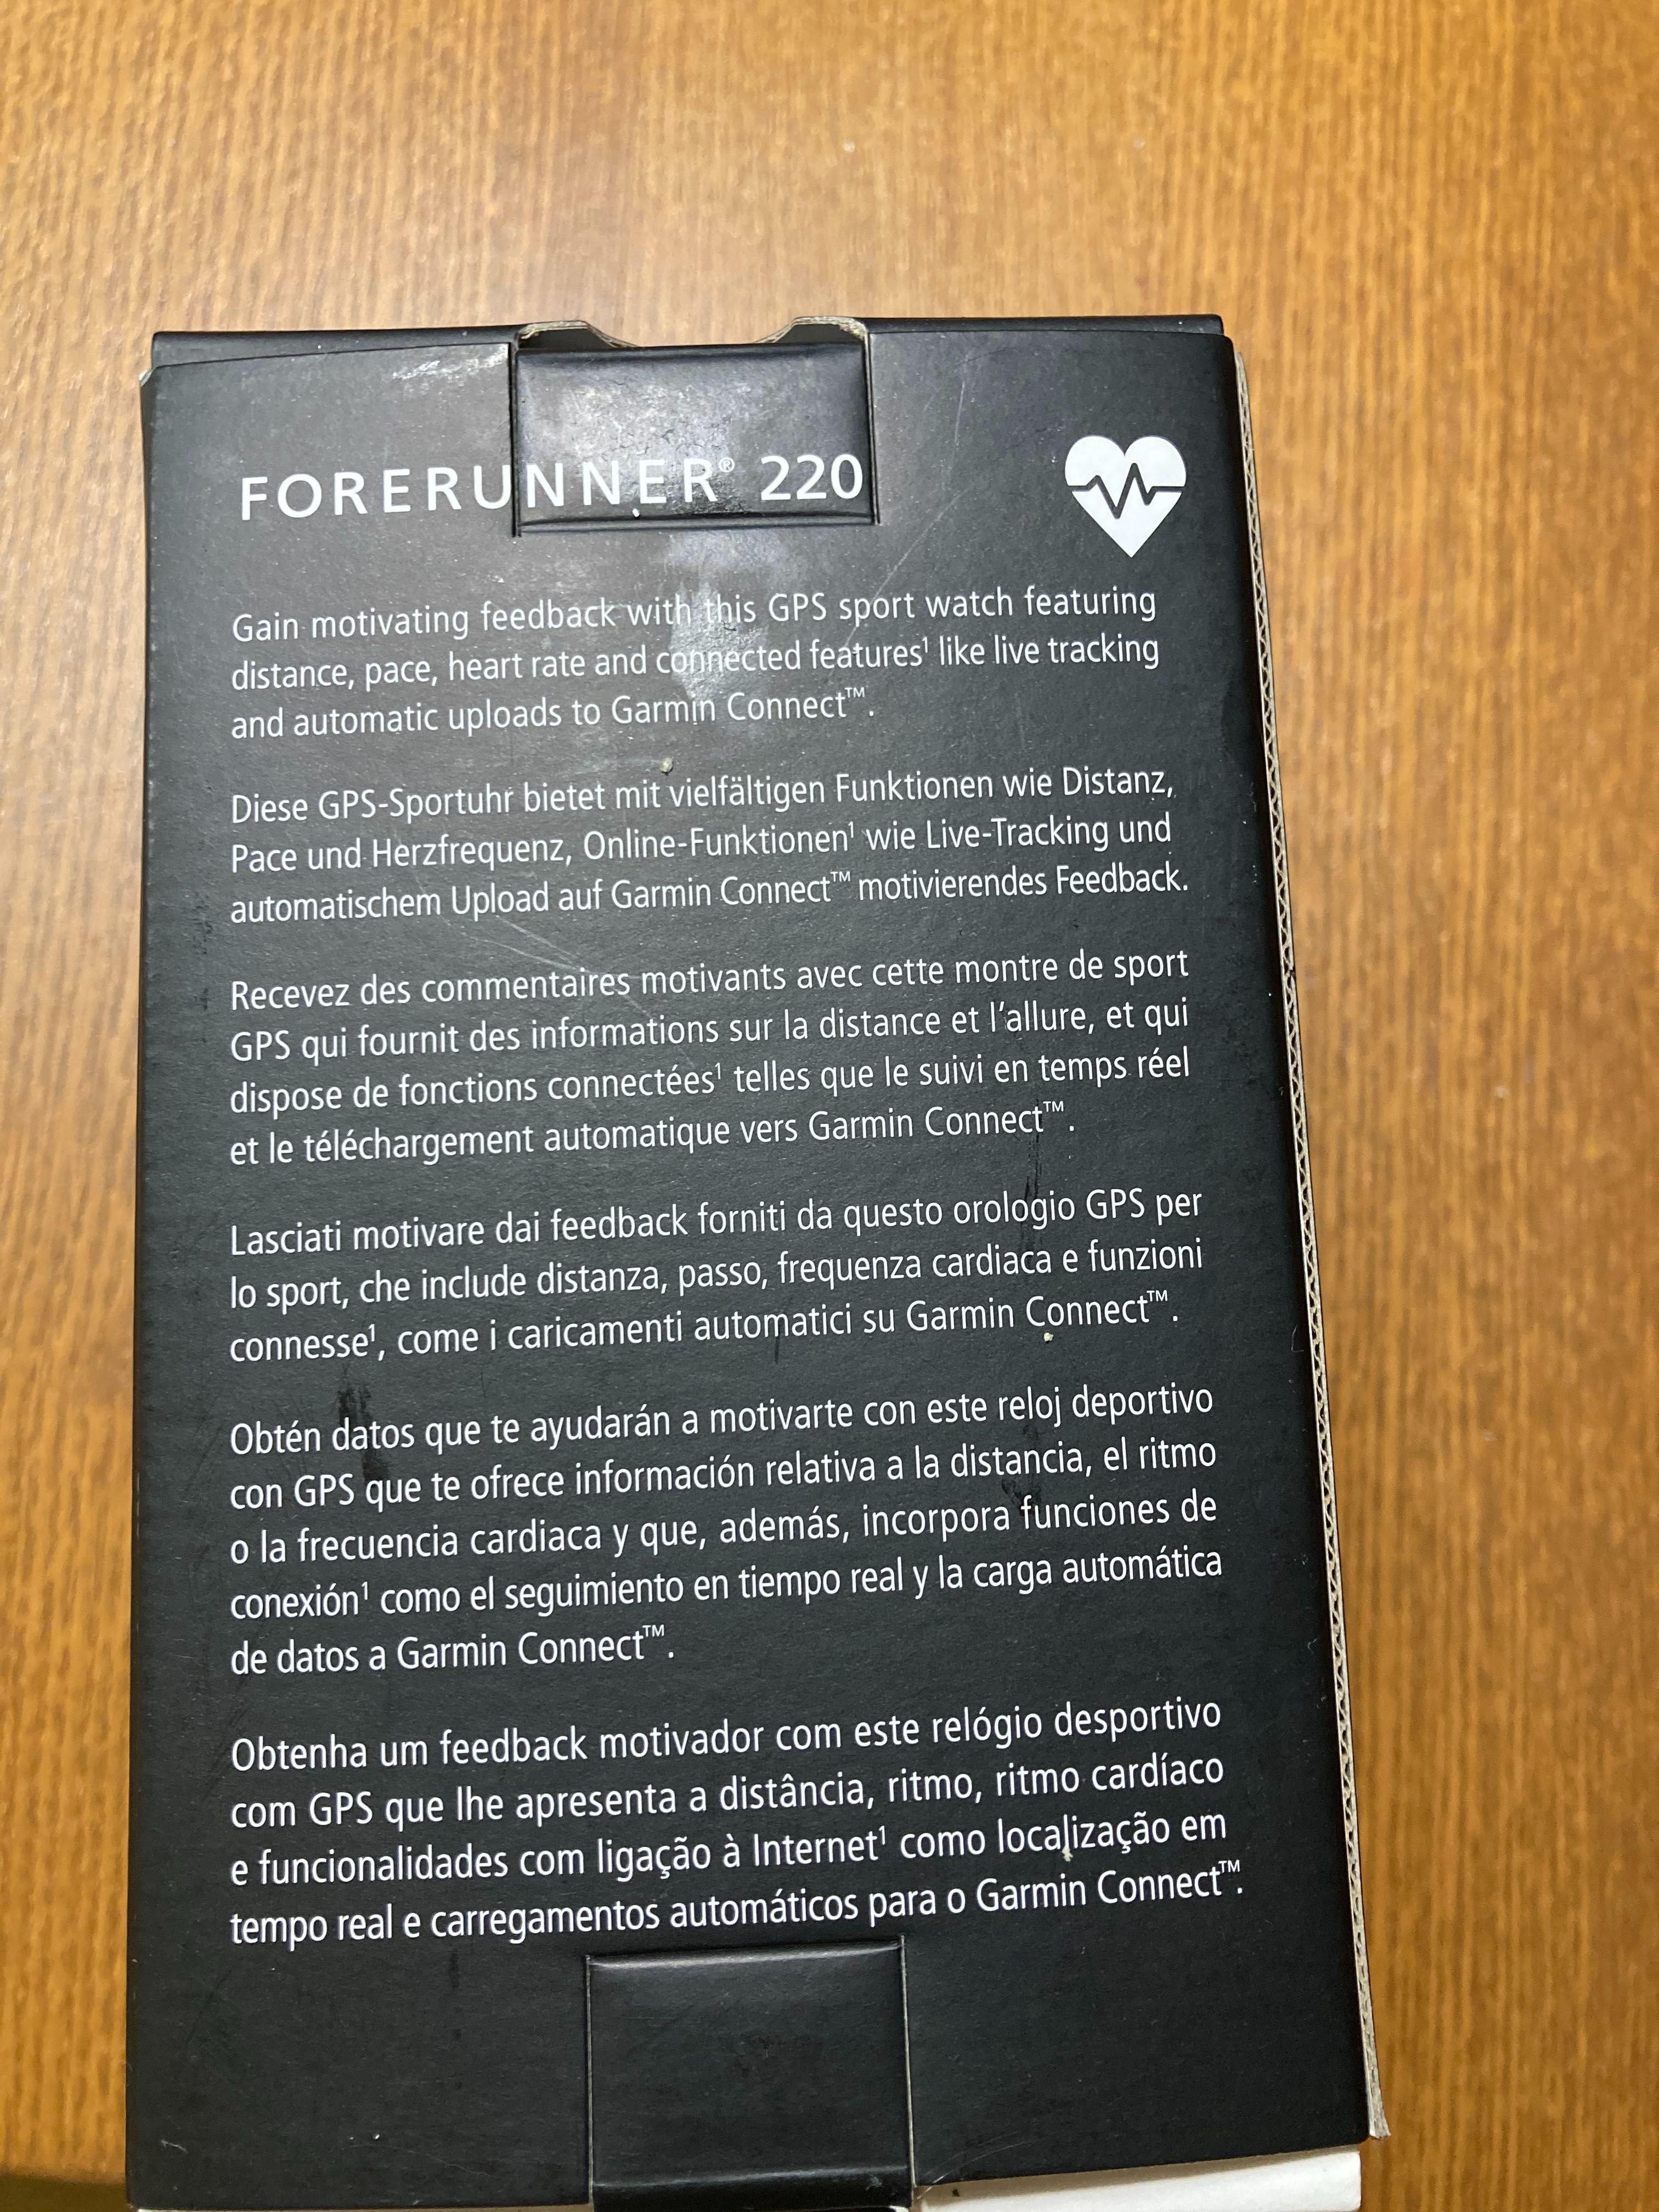 FORERUNNER® 220
Gain motivating feedback with this GPS sport watch featuring
distance, pace, heart rate and connected features¹ like live tracking
and automatic uploads to Garmin Connect™.
Diese GPS-Sportuhr bietet mit vielfältigen Funktionen wie Distanz,
Pace und Herzfrequenz, Online-Funktionen¹ wie Live-Tracking und
automatischem Upload auf Garmin Connect™ motivierendes Feedback.
Recevez des commentaires motivants avec cette montre de sport
GPS qui fournit des informations sur la distance et l'allure, et qui
dispose de fonctions connectées¹ telles que le suivi en temps réel
et le téléchargement automatique vers Garmin Connect™.
Lasciati motivare dai feedback forniti da questo orologio GPS per
lo sport, che include distanza, passo, frequenza cardiaca e funzioni
connesse¹, come i caricamenti automatici su Garmin Connect™.
Obtén datos que te ayudarán a motivarte con este reloj deportivo
con GPS que te ofrece información relativa a la distancia, el ritmo
o la frecuencia cardiaca y que, además, incorpora funciones de
conexión¹ como el seguimiento en tiempo real y la carga automática
de datos a Garmin Connect™.
Obtenha um feedback motivador com este relógio desportivo
com GPS que lhe apresenta a distância, ritmo, ritmo cardíaco
e funcionalidades com ligação à Internet¹ como localização em
tempo real e carregamentos automáticos para o Garmin Connect™.